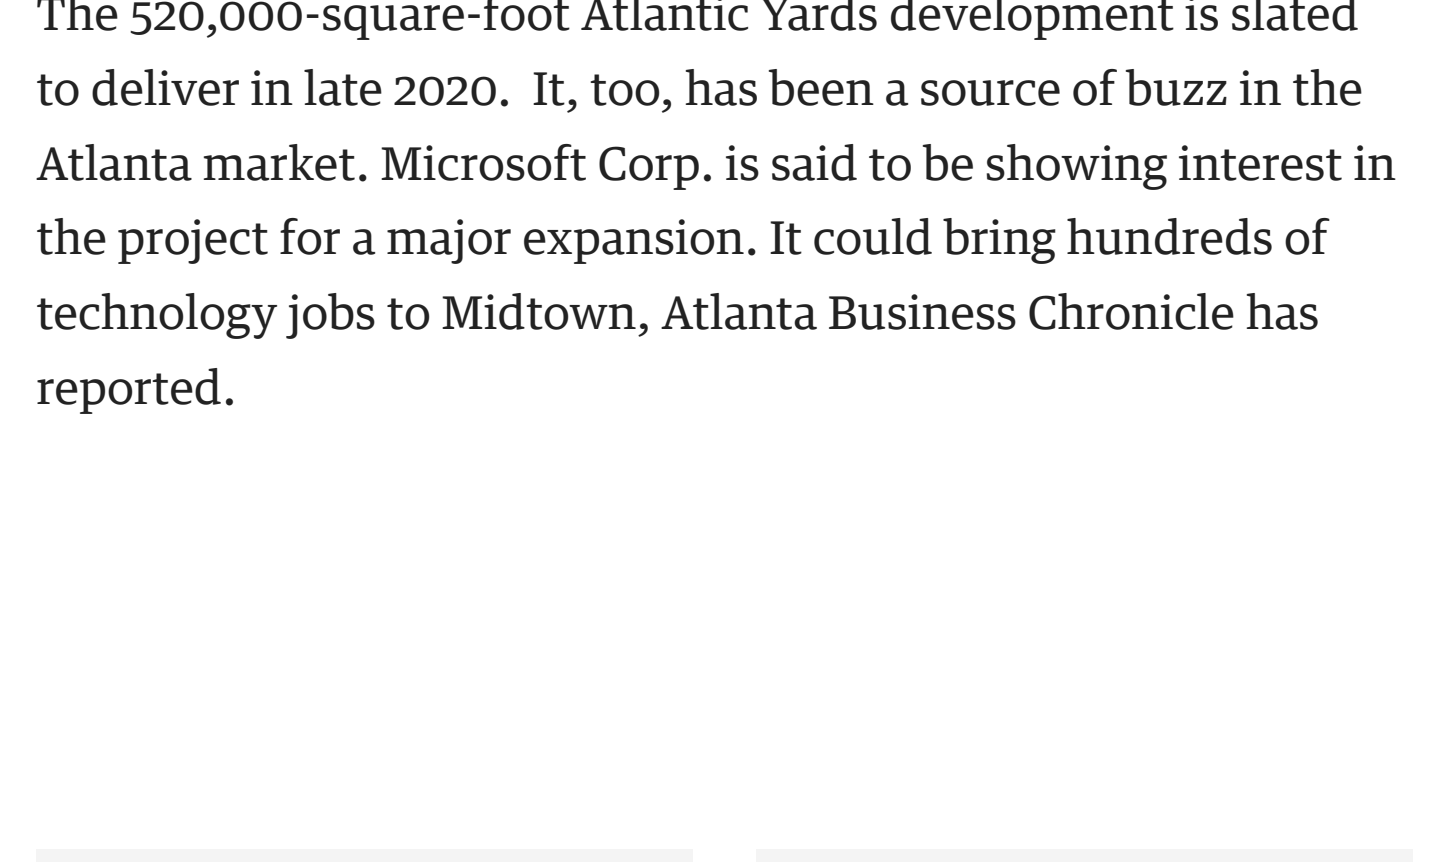 The 520,000-square-foot Atlantic Yards development is slated
to deliver in late 2020.  It, too, has been a source of buzz in the
Atlanta market. Microsoft Corp. is said to be showing interest in
the project for a major expansion. It could bring hundreds of
technology jobs to Midtown, Atlanta Business Chronicle has
reported.